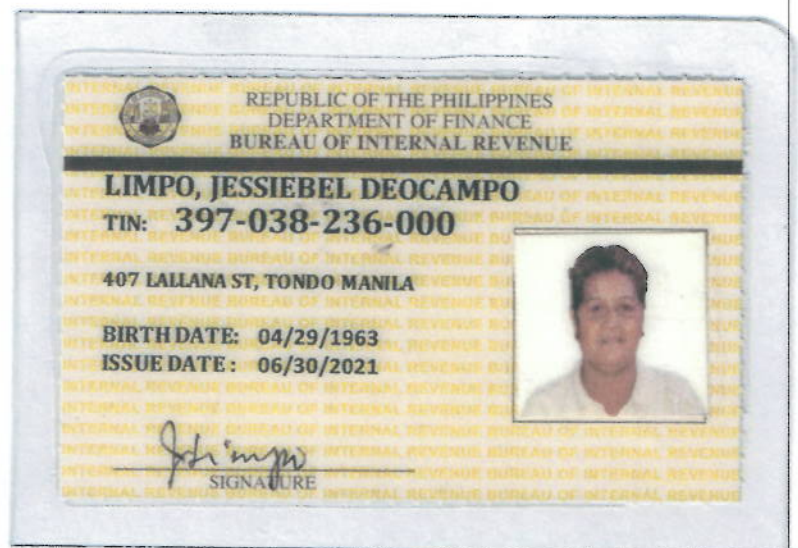 REPUBLIC OF THE PHILIPPINES
DEPARTMENT OF FINANCE
BUREAU OF INTERNAL REVENUE
LIMPO, JESSIEBEL DEOCAMPO
TIN: 397-038-236-000
407 LALLANA ST, TONDO MANILA
BIRTH DATE: 04/29/1963
ISSUE DATE: 06/30/2021
SIGNATURE